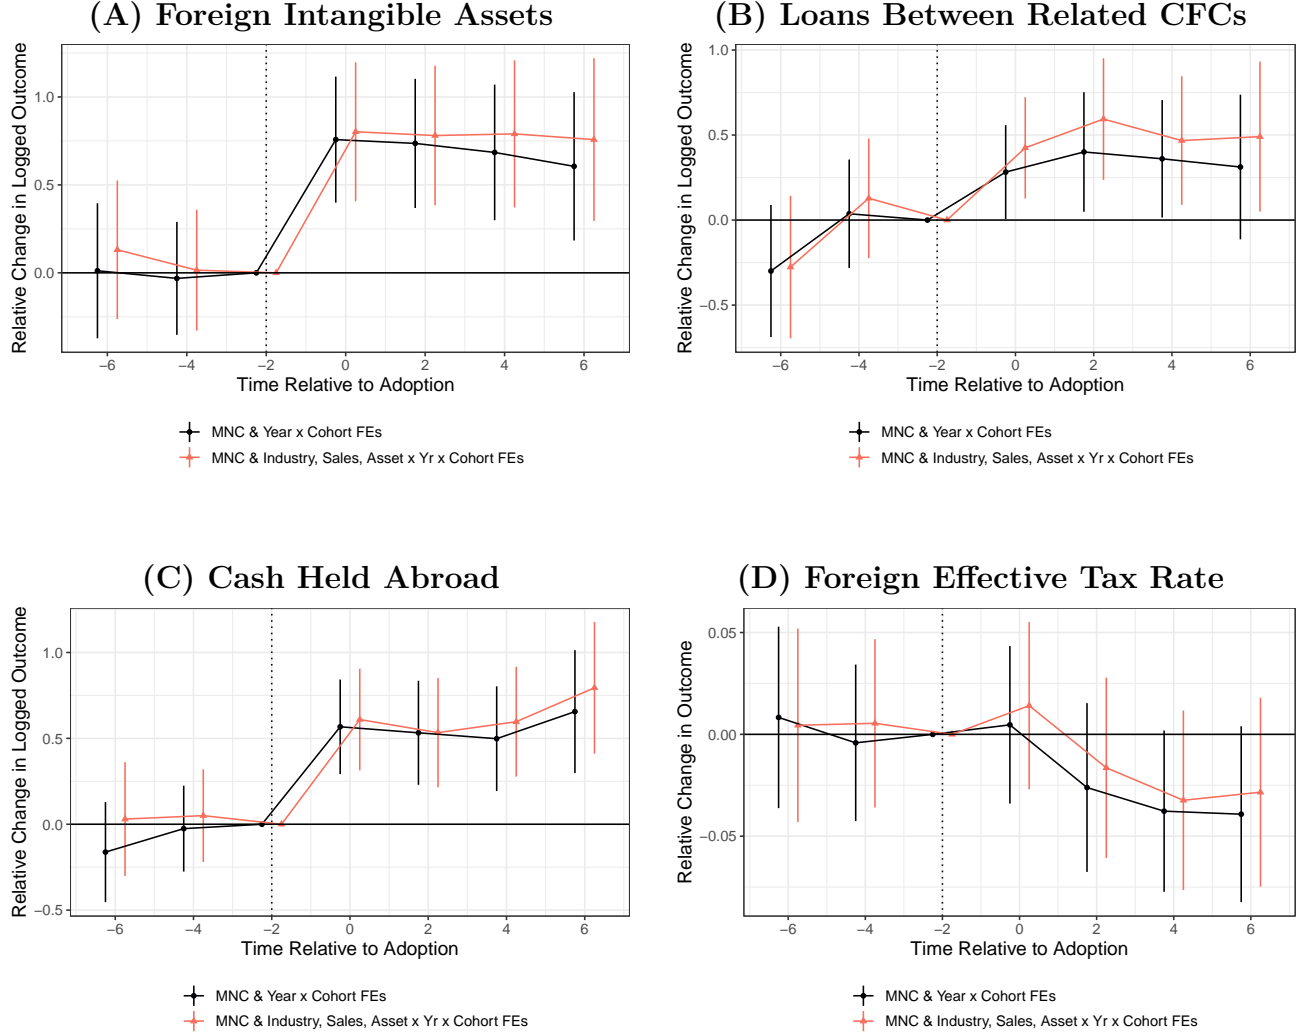 (A) Foreign Intangible Assets
Relative Change in Logged Outcome
1.0
0.5
0.0
−6
−4
−2
0
2
4
6
Time Relative to Adoption
MNC & Year x Cohort FEs
MNC & Industry, Sales, Asset x Yr x Cohort FEs
(B) Loans Between Related CFCs
Relative Change in Logged Outcome
1.0
0.5
0.0
−0.5
−6
−4
−2
0
2
4
6
Time Relative to Adoption
MNC & Year x Cohort FEs
MNC & Industry, Sales, Asset x Yr x Cohort FEs
(C) Cash Held Abroad
Relative Change in Logged Outcome
1.0
0.5
0.0
−0.5
−6
−4
−2
0
2
4
6
Time Relative to Adoption
MNC & Year x Cohort FEs
MNC & Industry, Sales, Asset x Yr x Cohort FEs
(D) Foreign Effective Tax Rate
Relative Change in Outcome
0.05
0.00
−0.05
−6
−4
−2
0
2
4
6
Time Relative to Adoption
MNC & Year x Cohort FEs
MNC & Industry, Sales, Asset x Yr x Cohort FEs